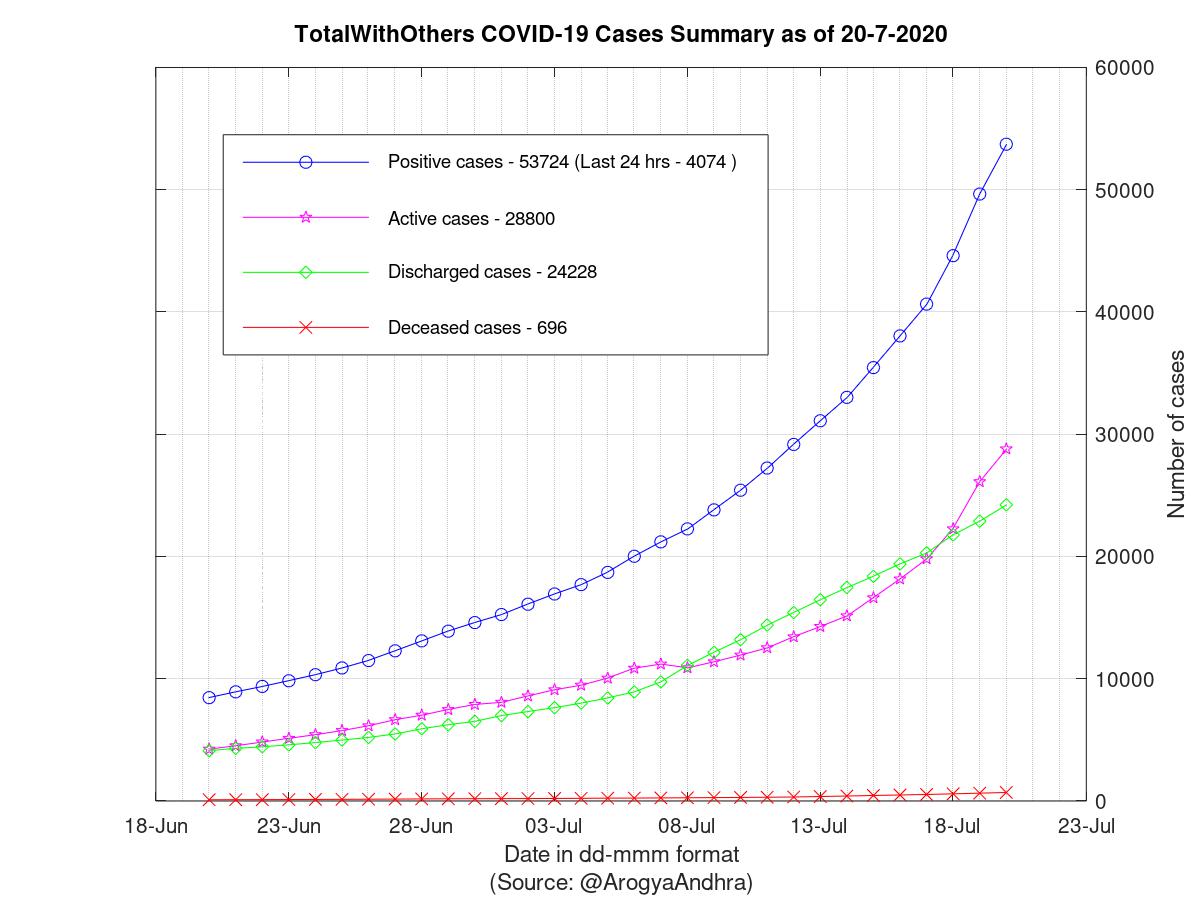 TotalWithOthers COVID-19 Cases Summary as of 20-7-2020
60000
Positive cases - 53724 (Last 24 hrs - 4074 )
50000
Active cases - 28800
Discharged cases - 24228
40000
Deceased cases - 696
30000
Number of cases
20000
10000
0
18-Jun 23-Jun 28-Jun 03-Jul 08-Jul 13-Jul 18-Jul 23-Jul
Date in dd-mmm format
(Source: @ArogyaAndhra)